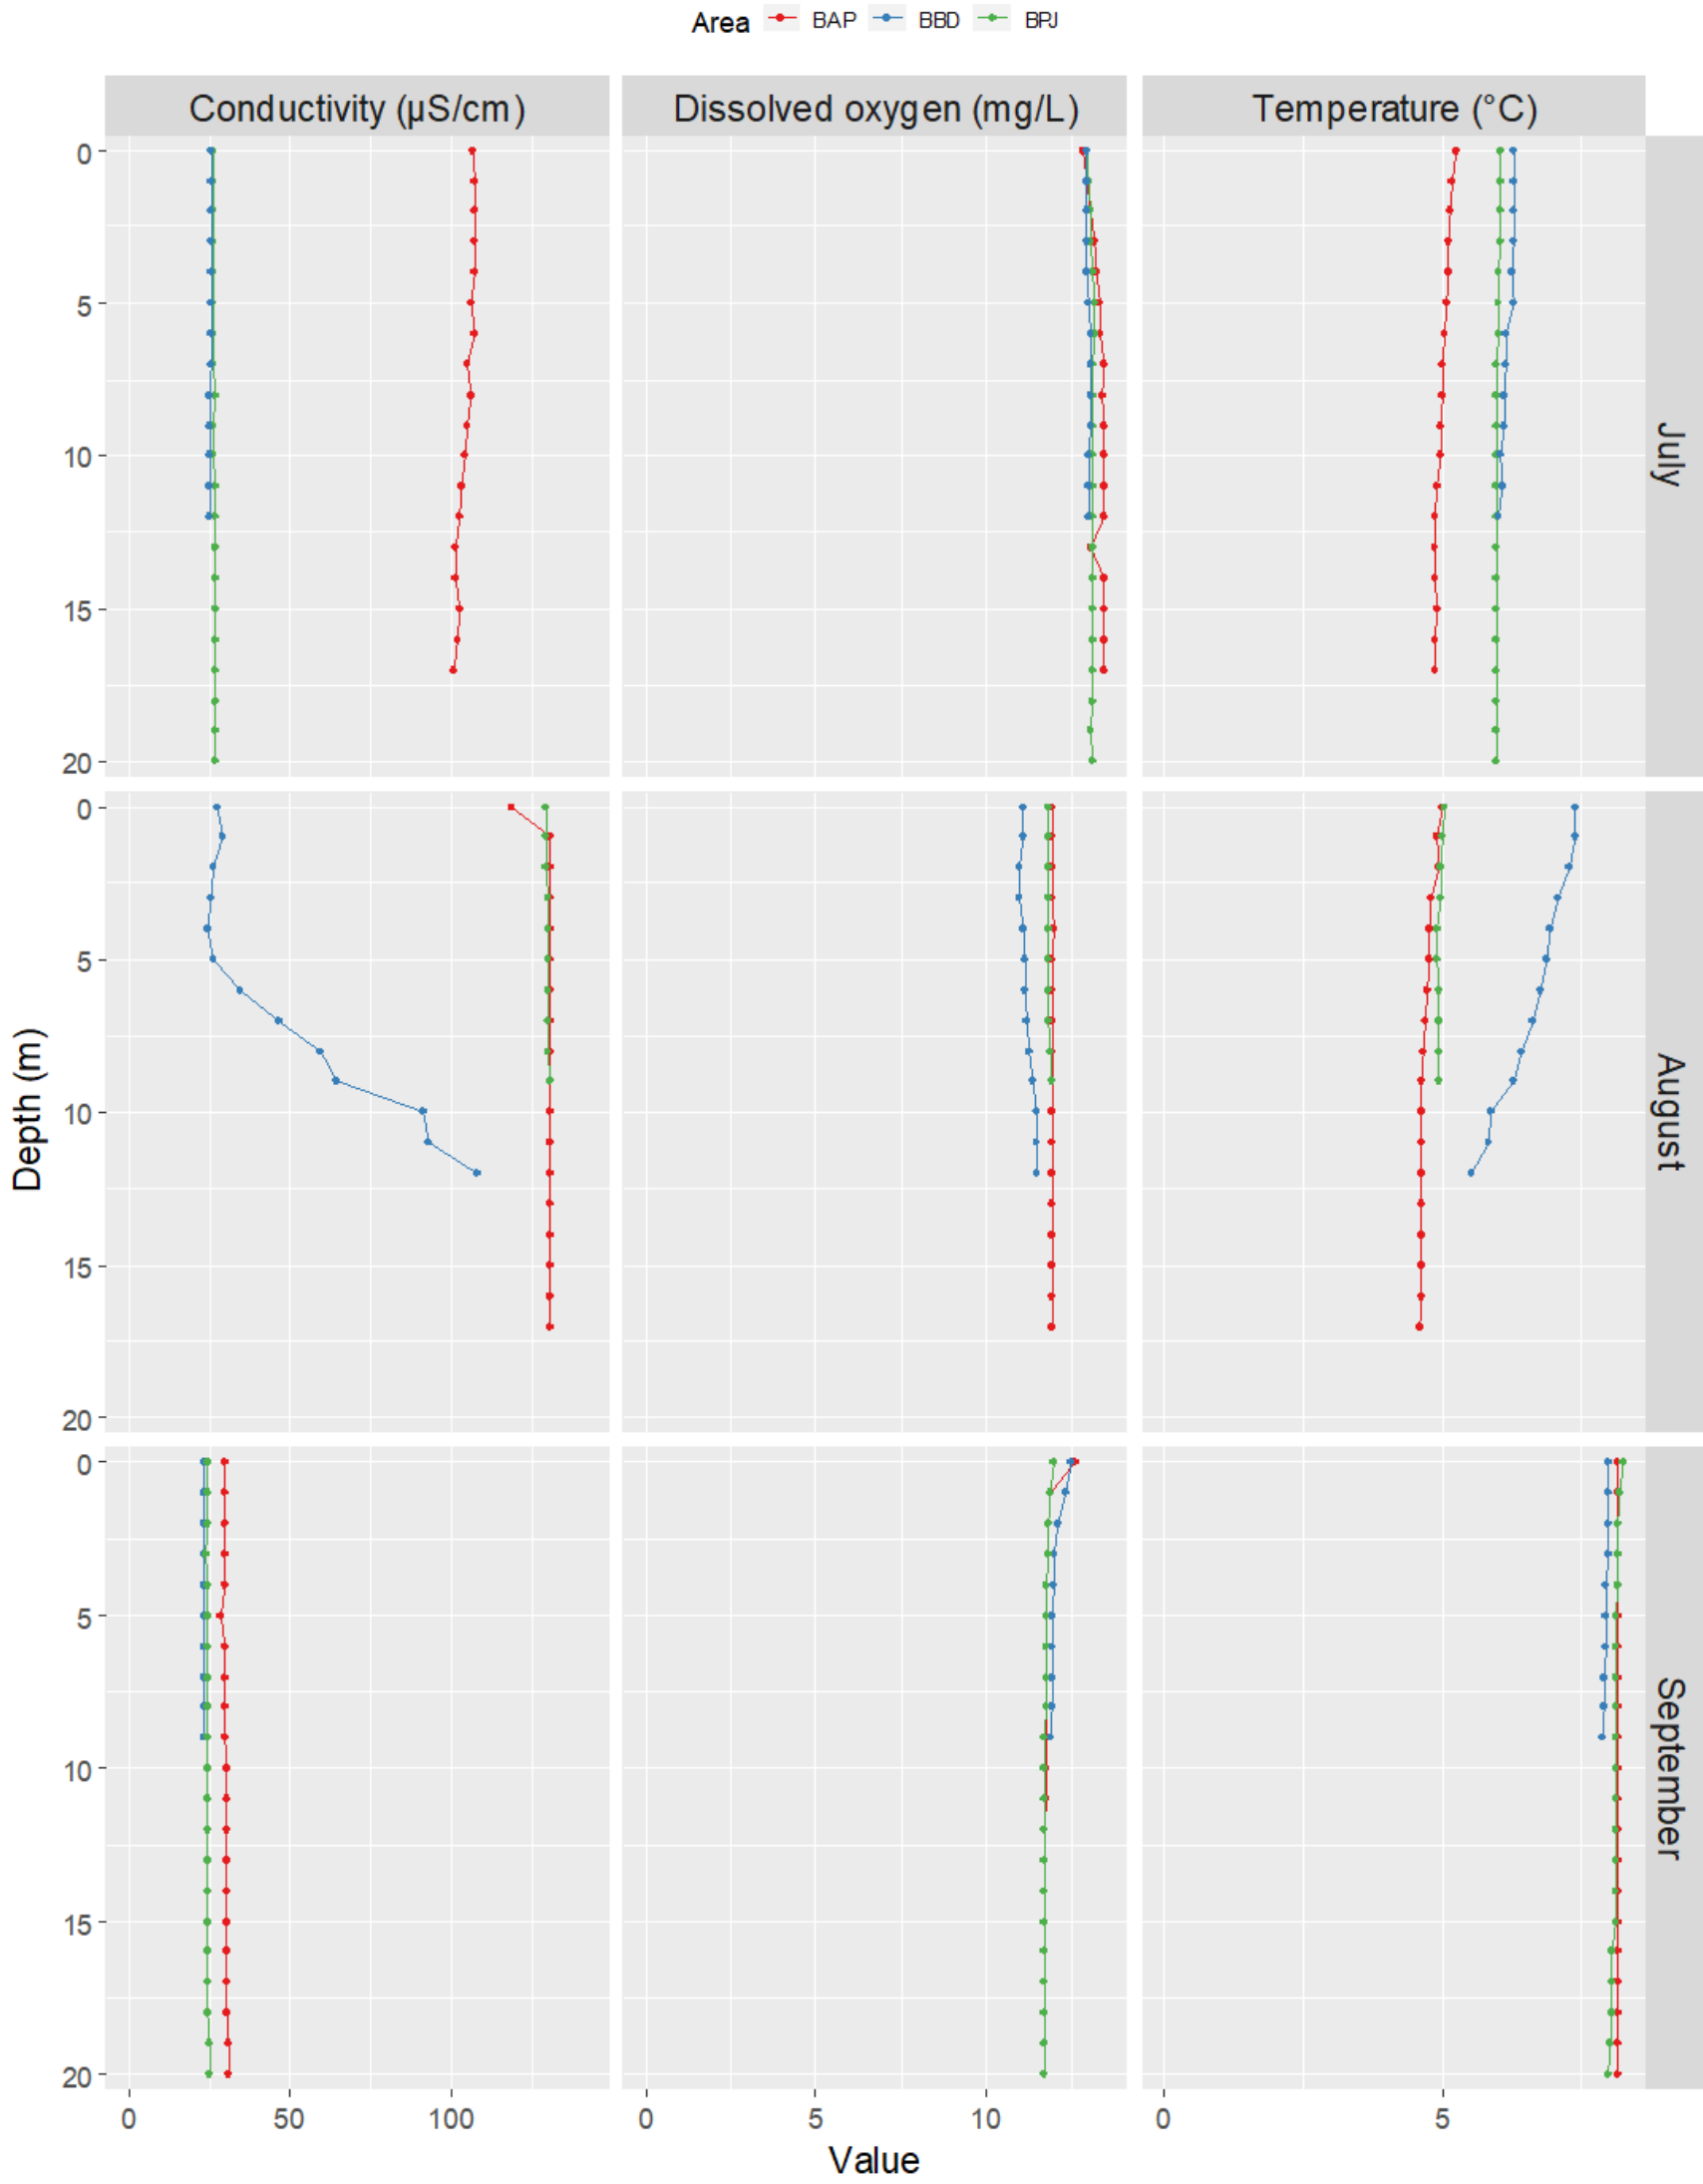 Area BAP BBD BPJ
Conductivity (µS/cm) Dissolved oxygen (mg/L) Temperature (°C)
Depth (m)
0
5
10
15
20
July
0
5
10
15
20
August
0
5
10
15
20
September
0 50 100 0 5 10 0 5
Value